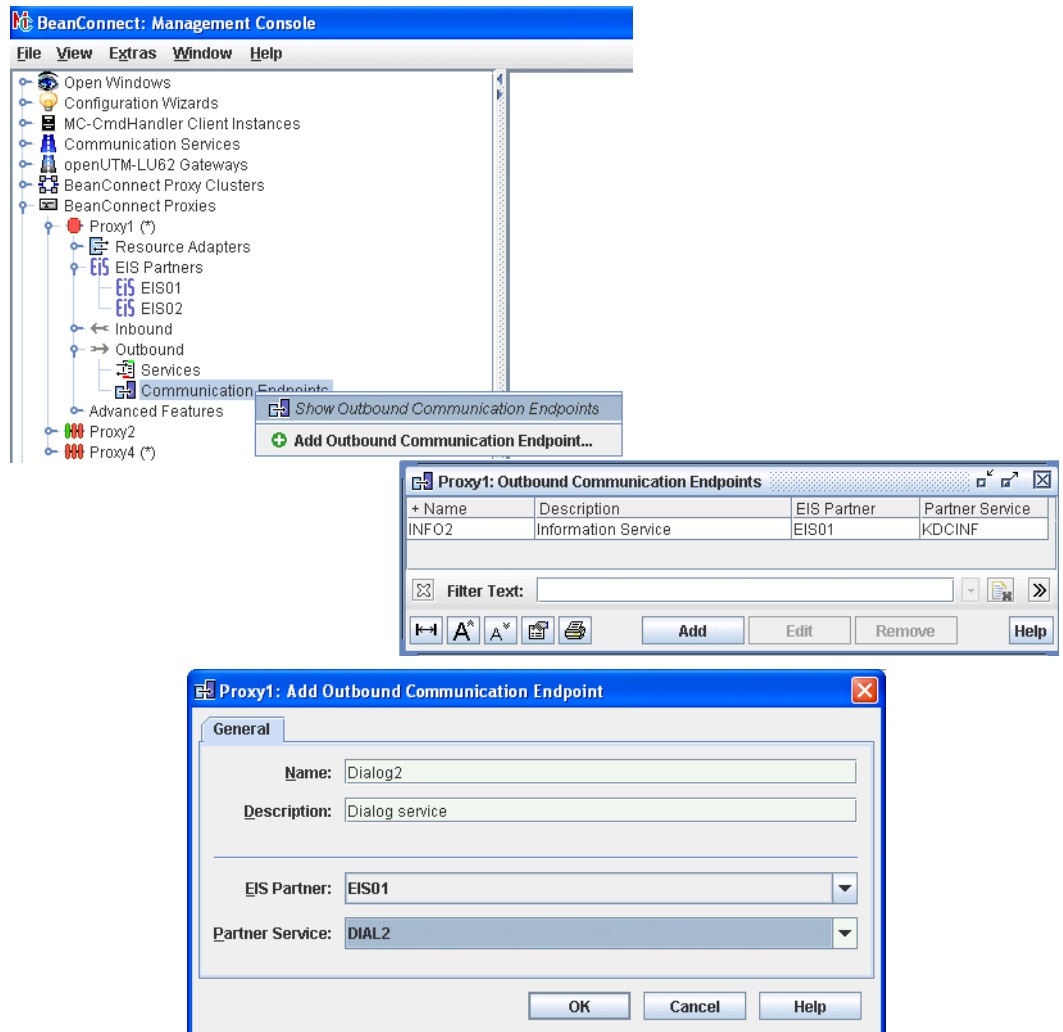 BeanConnect: Management Console
File View Extras Window Help
Open Windows
Configuration Wizards
MC-CmdHandler Client Instances
Communication Services
openUTM-LU62 Gateways
BeanConnect Proxy Clusters
BeanConnect Proxies
Proxy1 (*)
Resource Adapters
EIS EIS Partners
EIS EIS01
EIS EIS02
Inbound
Outbound
Services
Communication Endpoints
Show Outbound Communication Endpoints
Advanced Features
Add Outbound Communication Endpoint...
Proxy2
Proxy4 (*)
Proxy1: Outbound Communication Endpoints
+ Name Description EIS Partner Partner Service
INFO2 Information Service EIS01 KDCINF
Filter Text:
Add Edit Remove Help
Proxy1: Add Outbound Communication Endpoint
General
Name: Dialog2
Description: Dialog service
EIS Partner: EIS01
Partner Service: DIAL2
OK Cancel Help